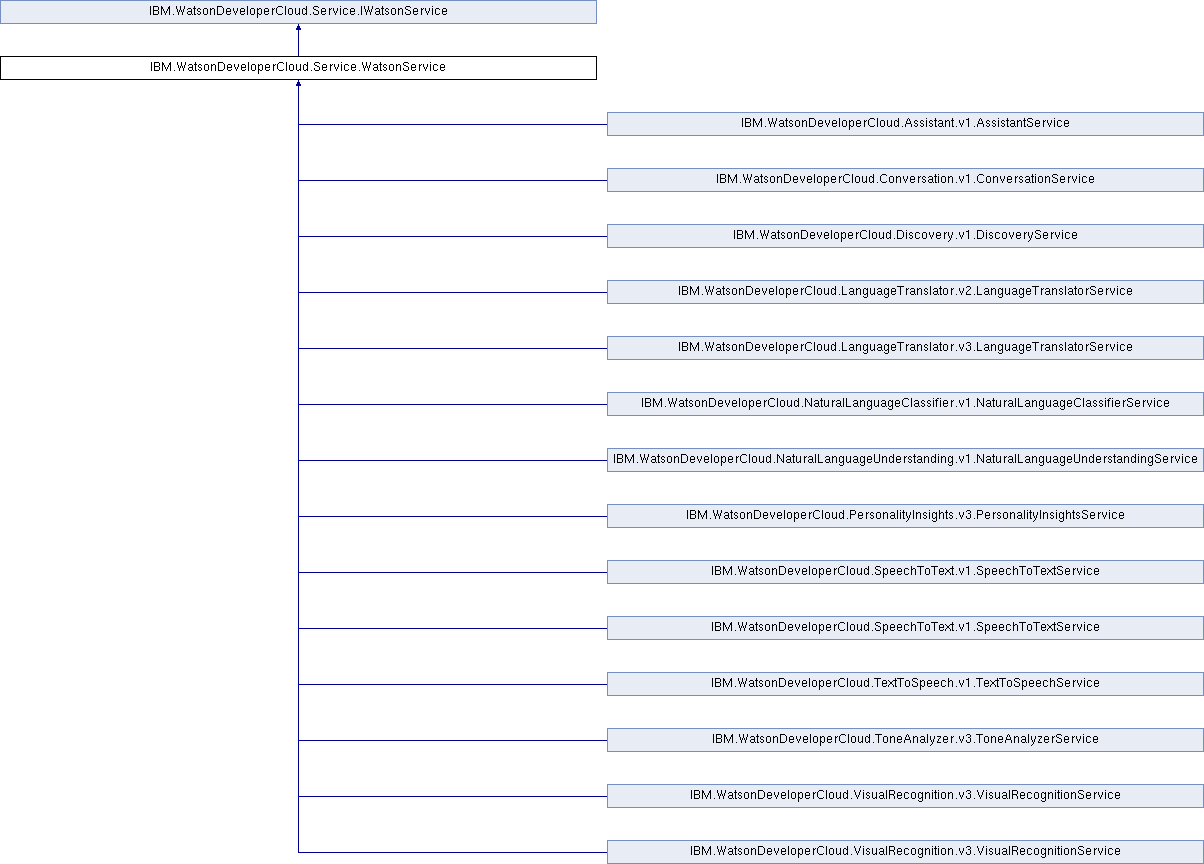 IBM.WatsonDeveloperCloud.Service.IWatsonService
IBM.WatsonDeveloperCloud.Service.WatsonService
IBM.WatsonDeveloperCloud.Assistant.v1.AssistantService
IBM.WatsonDeveloperCloud.Conversation.v1.ConversationService
IBM.WatsonDeveloperCloud.Discovery.v1.DiscoveryService
IBM.WatsonDeveloperCloud.LanguageTranslator.v2.LanguageTranslatorService
IBM.WatsonDeveloperCloud.LanguageTranslator.v3.LanguageTranslatorService
IBM.WatsonDeveloperCloud.NaturalLanguageClassifier.v1.NaturalLanguageClassifierService
IBM.WatsonDeveloperCloud.NaturalLanguageUnderstanding.v1.NaturalLanguageUnderstandingService
IBM.WatsonDeveloperCloud.PersonalityInsights.v3.PersonalityInsightsService
IBM.WatsonDeveloperCloud.SpeechToText.v1.SpeechToTextService
IBM.WatsonDeveloperCloud.SpeechToText.v1.SpeechToTextService
IBM.WatsonDeveloperCloud.TextToSpeech.v1.TextToSpeechService
IBM.WatsonDeveloperCloud.ToneAnalyzer.v3.ToneAnalyzerService
IBM.WatsonDeveloperCloud.VisualRecognition.v3.VisualRecognitionService
IBM.WatsonDeveloperCloud.VisualRecognition.v3.VisualRecognitionService